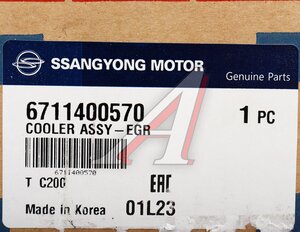 SSANGYONG MOTOR
Genuine Parts
6711400570
1 PC
COOLER ASSY-EGR
6711400570
T C200
EAC
Made in Korea 01L23